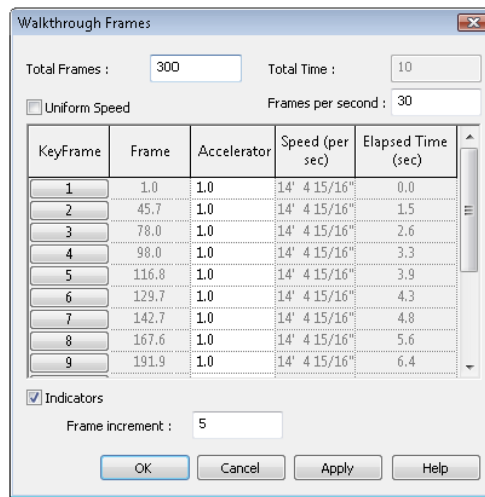 Walkthrough Frames
Total Frames : 300 Total Time : 10
Uniform Speed Frames per second : 30
KeyFrame Frame Accelerator Speed (per sec) Elapsed Time (sec)
1 1.0 1.0 14' 4 15/16" 0.0
2 45.7 1.0 14' 4 15/16" 1.5
3 78.0 1.0 14' 4 15/16" 2.6
4 98.0 1.0 14' 4 15/16" 3.3
5 116.8 1.0 14' 4 15/16" 3.9
6 129.7 1.0 14' 4 15/16" 4.3
7 142.7 1.0 14' 4 15/16" 4.8
8 167.6 1.0 14' 4 15/16" 5.6
9 191.9 1.0 14' 4 15/16" 6.4
Indicators
Frame increment : 5
OK Cancel Apply Help